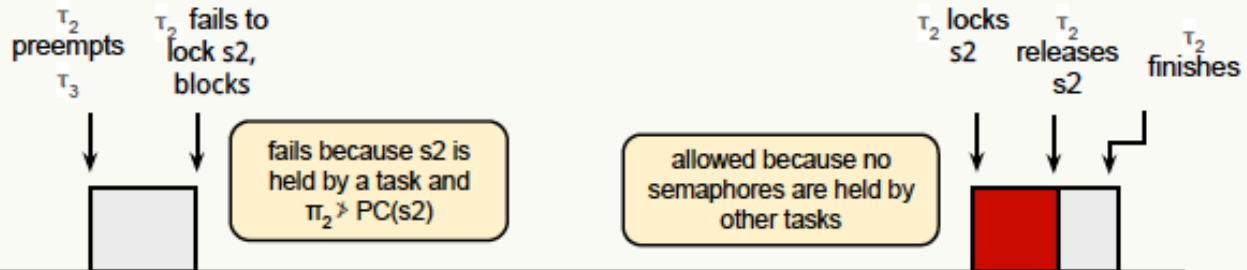 τ2
preempts
τ3
τ2 fails to
lock s2,
blocks
fails because s2 is
held by a task and
π2 ≯ PC(s2)
allowed because no
semaphores are held by
other tasks
τ2 locks
s2
τ2
releases
s2
τ2
finishes